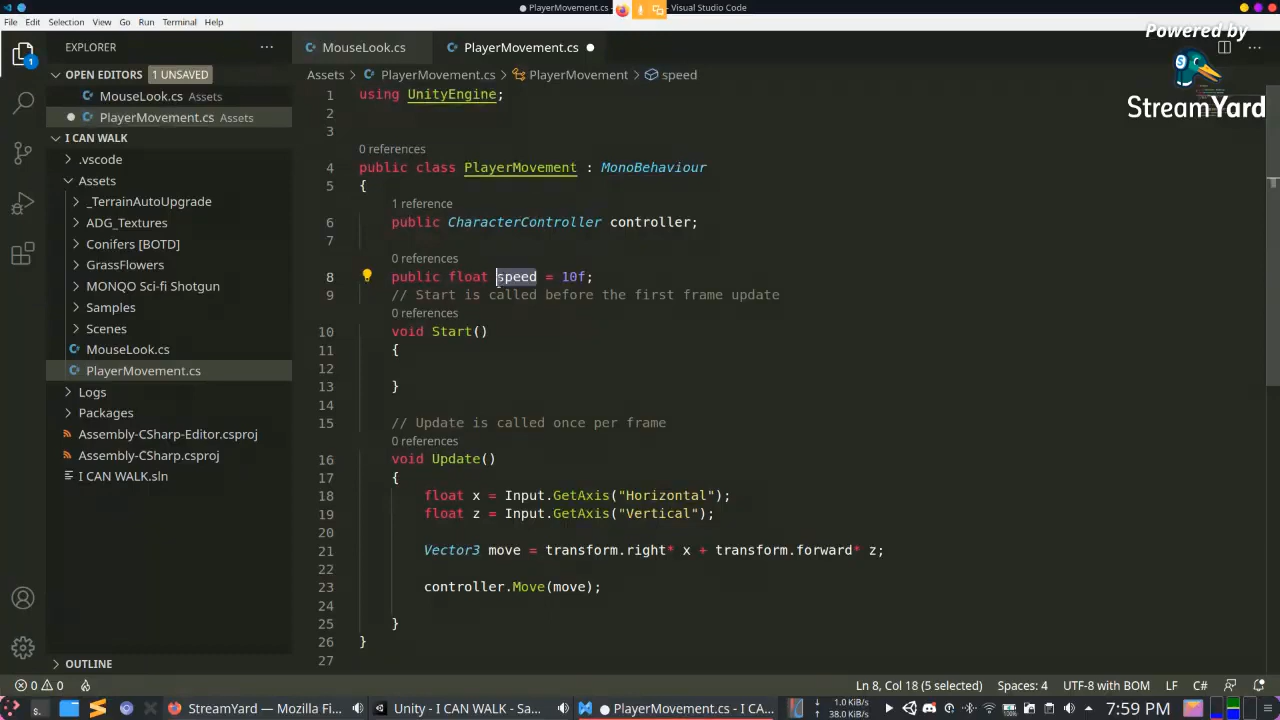 PlayerMovement.cs - 
- Visual Studio Code
File Edit Selection View Go Run Terminal Help
Powered by
StreamYard
EXPLORER
MouseLook.cs
PlayerMovement.cs
OPEN EDITORS 1 UNSAVED
MouseLook.cs Assets
PlayerMovement.cs Assets
I CAN WALK
.vscode
Assets
_TerrainAutoUpgrade
ADG_Textures
Conifers [BOTD]
GrassFlowers
MONQO Sci-fi Shotgun
Samples
Scenes
MouseLook.cs
PlayerMovement.cs
Logs
Packages
Assembly-CSharp-Editor.csproj
Assembly-CSharp.csproj
I CAN WALK.sln
OUTLINE
1
Assets > PlayerMovement.cs > PlayerMovement > speed
1 using UnityEngine;
2
3
0 references
4 public class PlayerMovement : MonoBehaviour
5 {
1 reference
6 public CharacterController controller;
7
0 references
8 public float speed = 10f;
9 // Start is called before the first frame update
0 references
10 void Start()
11 {
12
13 }
14
15 // Update is called once per frame
0 references
16 void Update()
17 {
18 float x = Input.GetAxis("Horizontal");
19 float z = Input.GetAxis("Vertical");
20
21 Vector3 move = transform.right* x + transform.forward* z;
22
23 controller.Move(move);
24
25 }
26 }
27
0 0 Ln 8, Col 18 (5 selected) Spaces: 4 UTF-8 with BOM LF C#
StreamYard — Mozilla Fi... Unity - I CAN WALK - Sa... PlayerMovement.cs - I CA... 1.0 KiB/s 38.0 KiB/s 7:59 PM